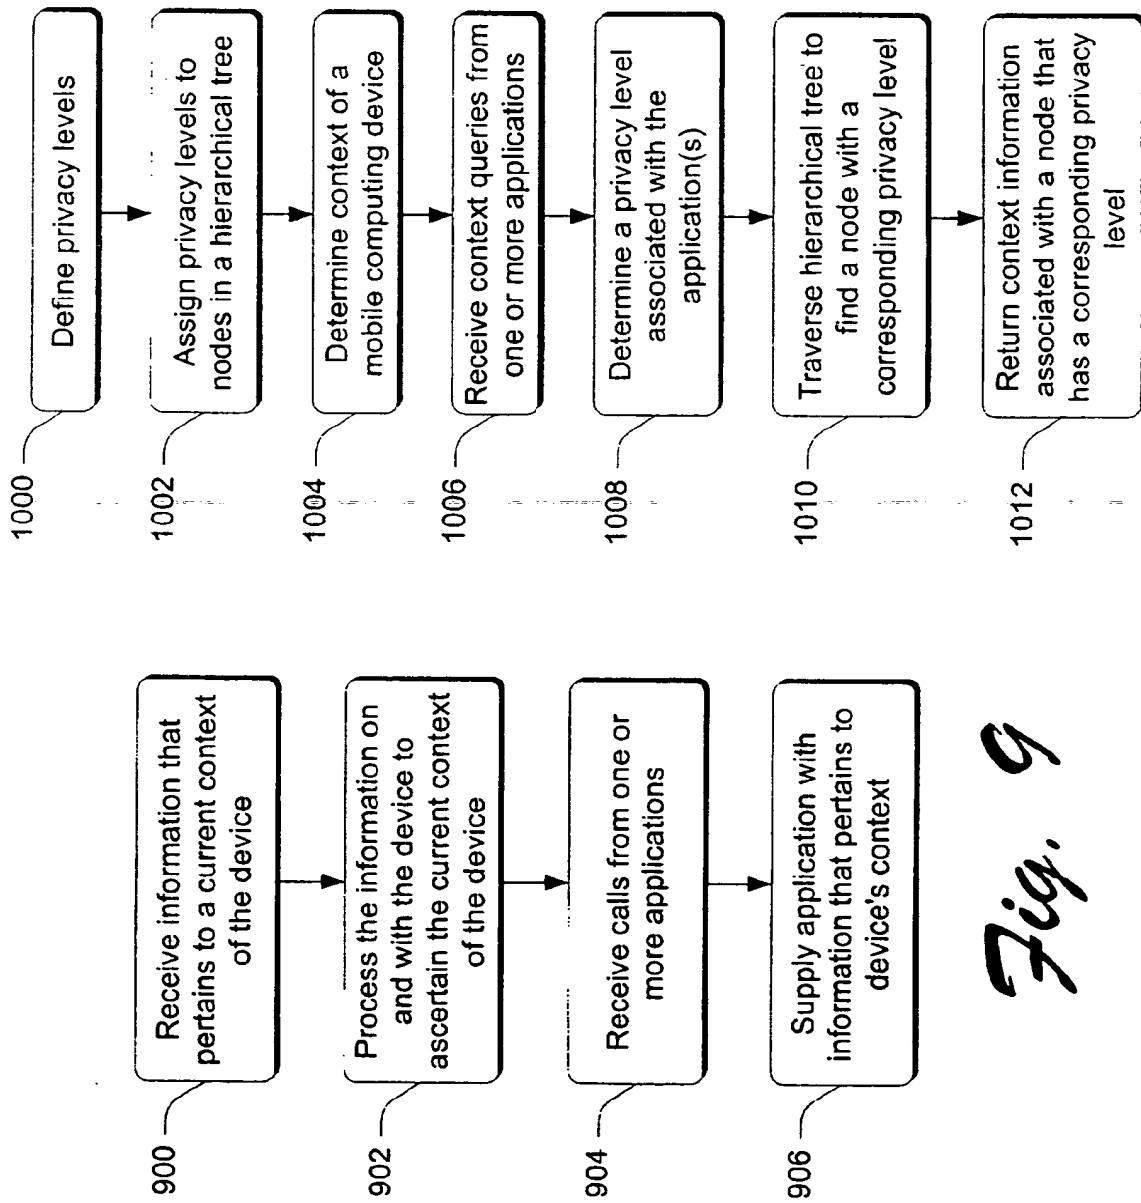 900
Receive information that
pertains to a current context
of the device
902
Process the information on
and with the device to
ascertain the current context
of the device
904
Receive calls from one or
more applications
906
Supply application with
information that pertains to
device's context
Fig. 9
1000
Define privacy levels
1002
Assign privacy levels to
nodes in a hierarchical tree
1004
Determine context of a
mobile computing device
1006
Receive context queries from
one or more applications
1008
Determine a privacy level
associated with the
application(s)
1010
Traverse hierarchical tree to
find a node with a
corresponding privacy level
1012
Return context information
associated with a node that
has a corresponding privacy
level